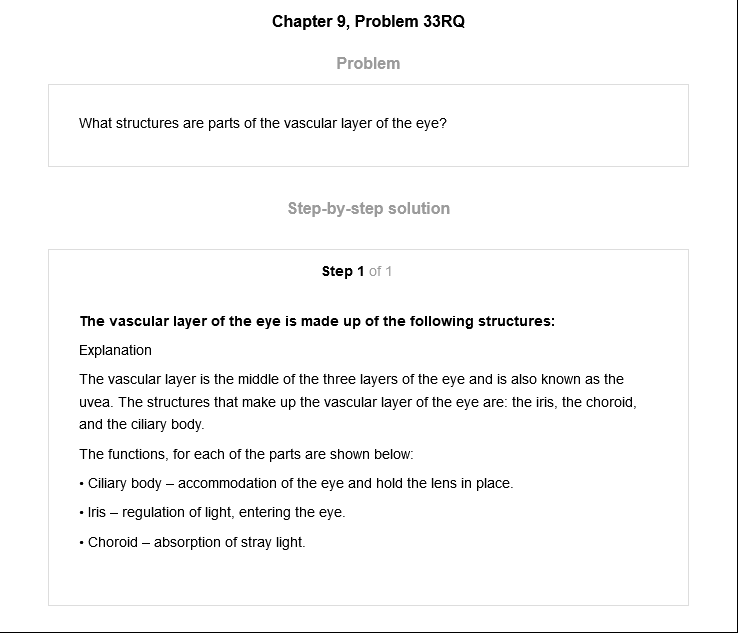 Chapter 9, Problem 33RQ
Problem
What structures are parts of the vascular layer of the eye?
Step-by-step solution
Step 1 of 1
The vascular layer of the eye is made up of the following structures:
Explanation
The vascular layer is the middle of the three layers of the eye and is also known as the
uvea. The structures that make up the vascular layer of the eye are: the iris, the choroid,
and the ciliary body.
The functions, for each of the parts are shown below:
• Ciliary body – accommodation of the eye and hold the lens in place.
• Iris – regulation of light, entering the eye.
• Choroid – absorption of stray light.